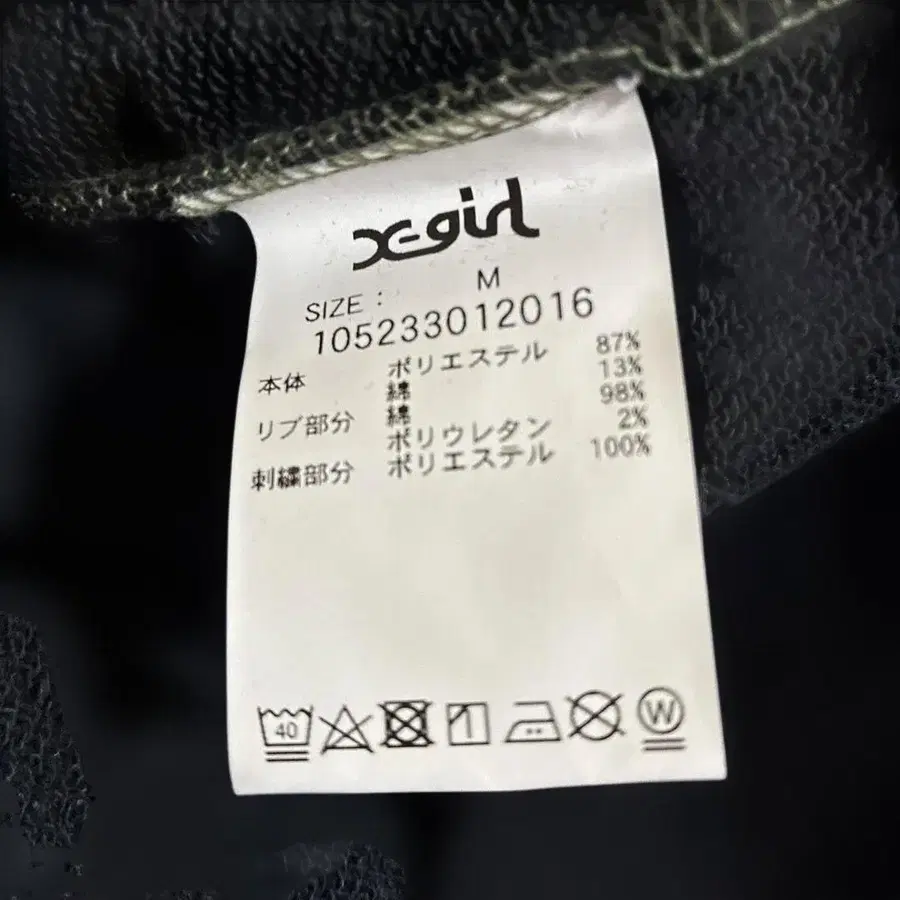 X-girl
SIZE : M
105233012016
本体 ポリエステル 87%
綿 13%
リブ部分 綿 98%
ポリウレタン 2%
刺繍部分 ポリエステル 100%
40 W